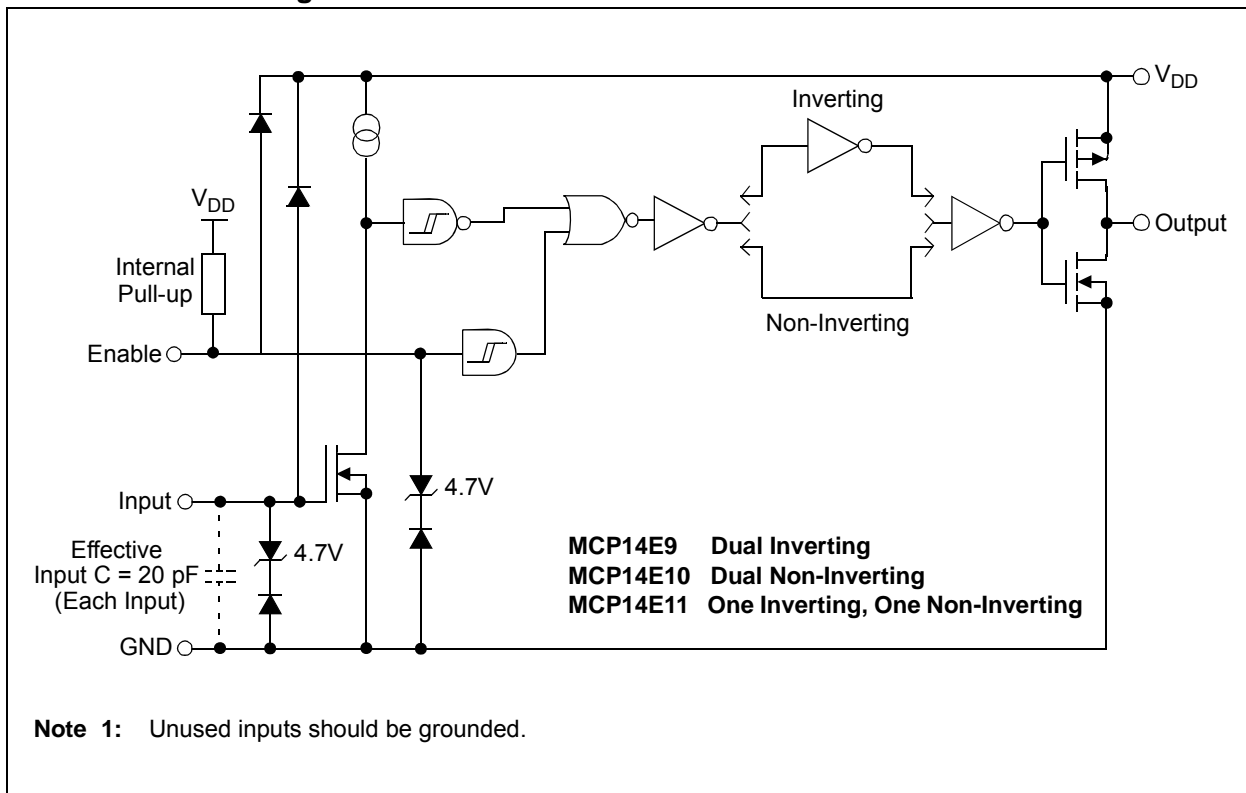 V_DD
Inverting
V_DD
Output
Internal
Pull-up
Non-Inverting
Enable
4.7V
Input
4.7V
Effective
Input C = 20 pF
(Each Input)
MCP14E9 Dual Inverting
MCP14E10 Dual Non-Inverting
MCP14E11 One Inverting, One Non-Inverting
GND
Note 1: Unused inputs should be grounded.